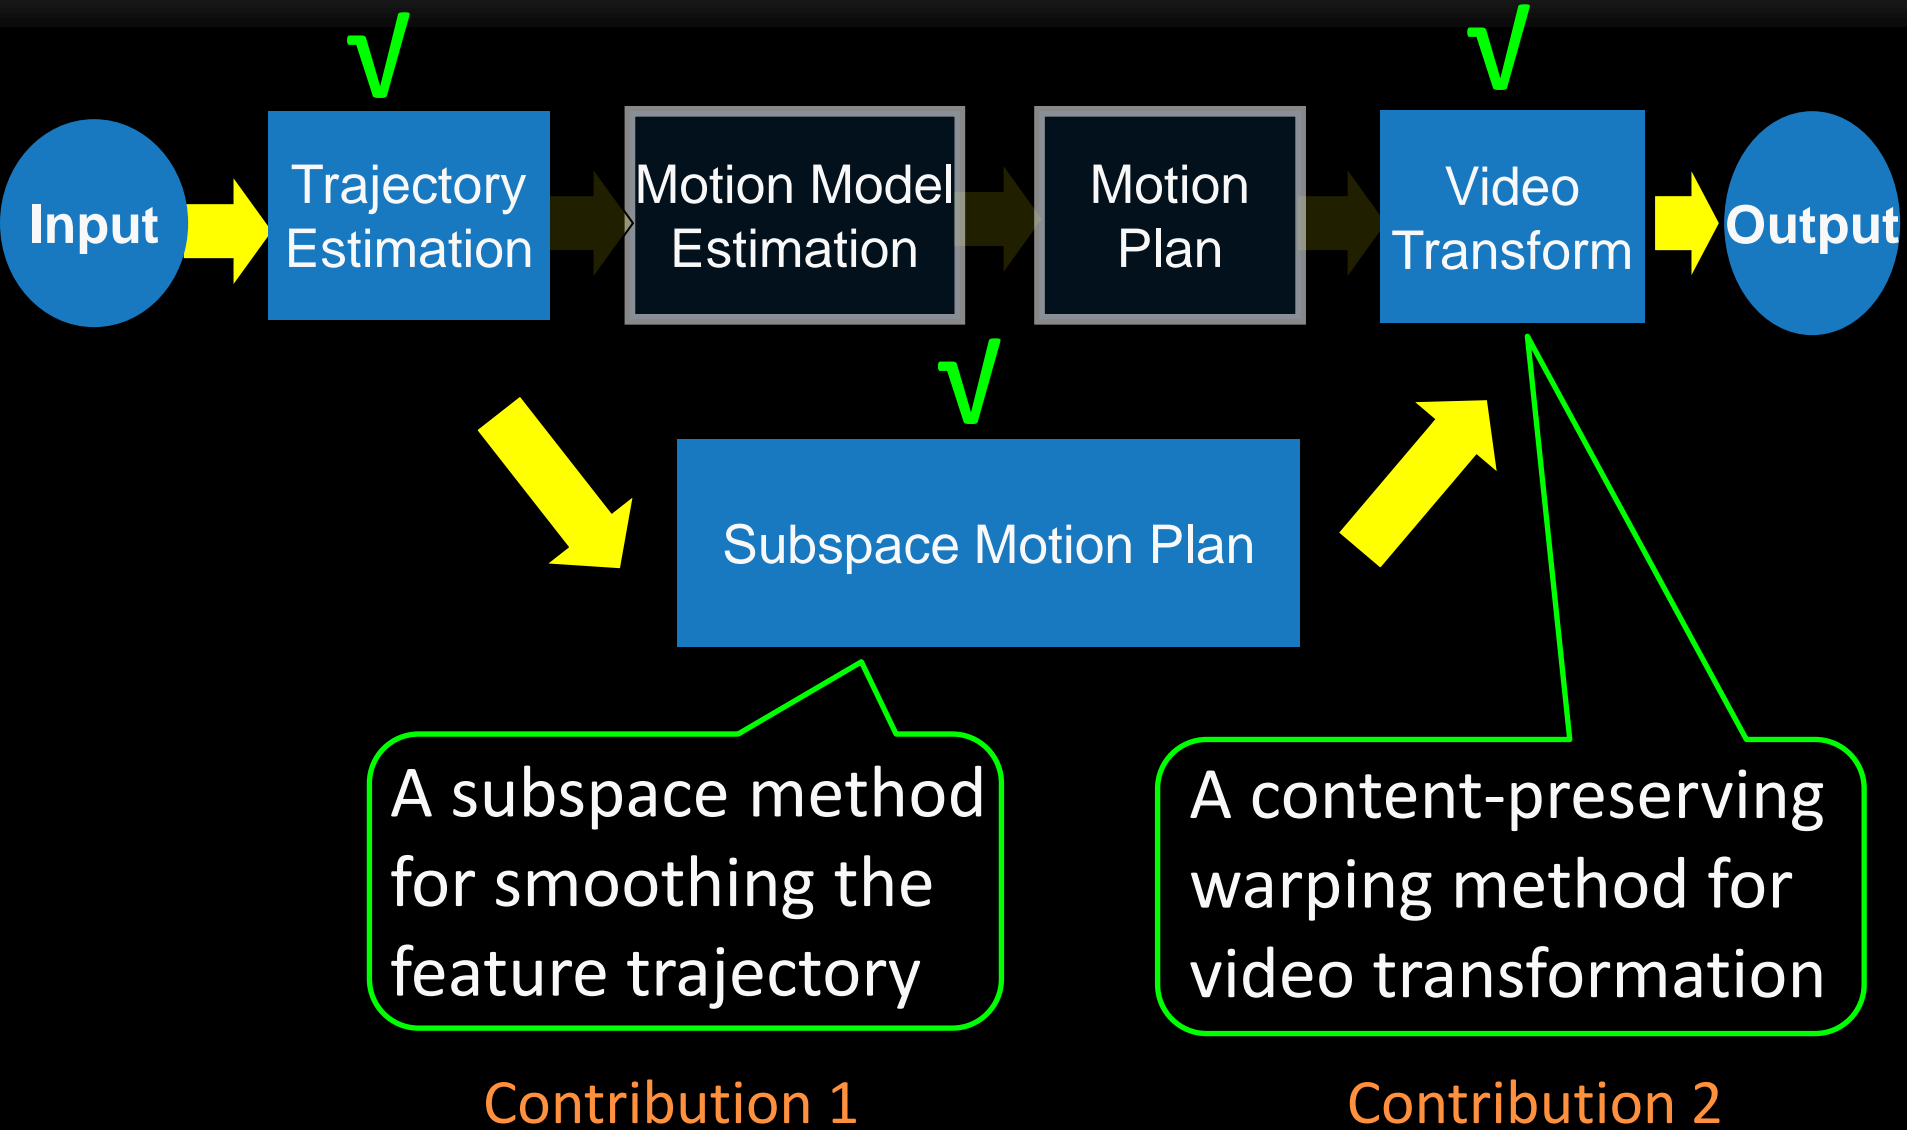 √
√
Input
Trajectory
Estimation
Motion Model
Estimation
Motion
Plan
Video
Transform
Output
√
Subspace Motion Plan
A subspace method
for smoothing the
feature trajectory
A content-preserving
warping method for
video transformation
Contribution 1
Contribution 2